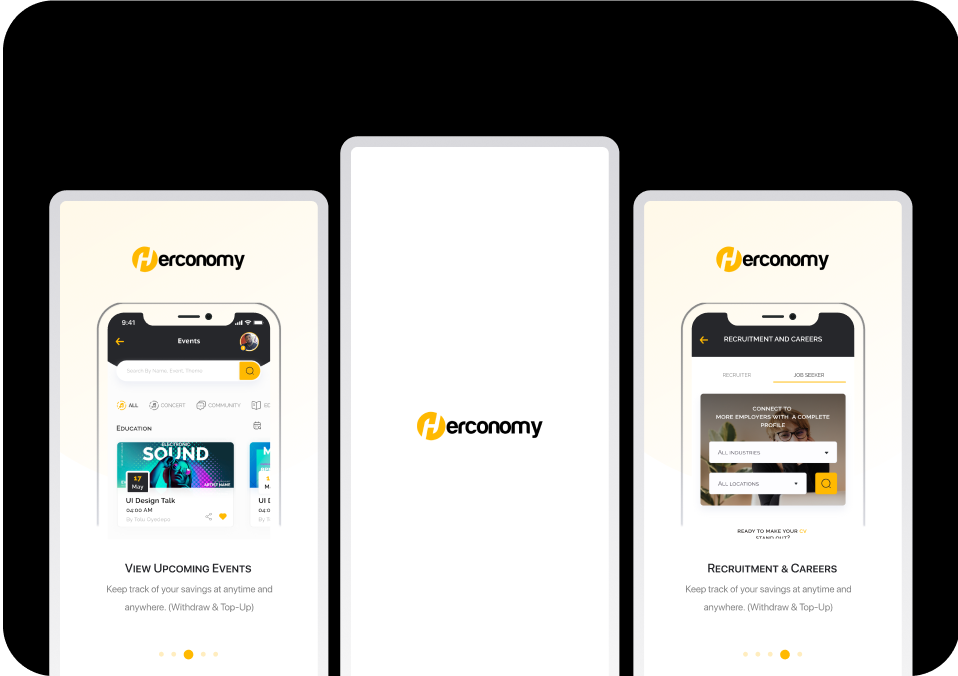 Herconomy
9:41
Events
Search By Name, Event, Theme
ALL
CONCERT
COMMUNITY
EDUCATION
ELECTRONIC
SOUND
ARTIST NAME
17
May
UI Design Talk
04:00 AM
By Tolu Oyedapo
VIEW UPCOMING EVENTS
Keep track of your savings at anytime and
anywhere. (Withdraw & Top-Up)
Herconomy
Herconomy
RECRUITMENT AND CAREERS
RECRUITER
JOB SEEKER
CONNECT TO
MORE EMPLOYERS WITH A COMPLETE
PROFILE
ALL INDUSTRIES
ALL LOCATIONS
READY TO MAKE YOUR CV
STAND OUT?
RECRUITMENT & CAREERS
Keep track of your savings at anytime and
anywhere. (Withdraw & Top-Up)